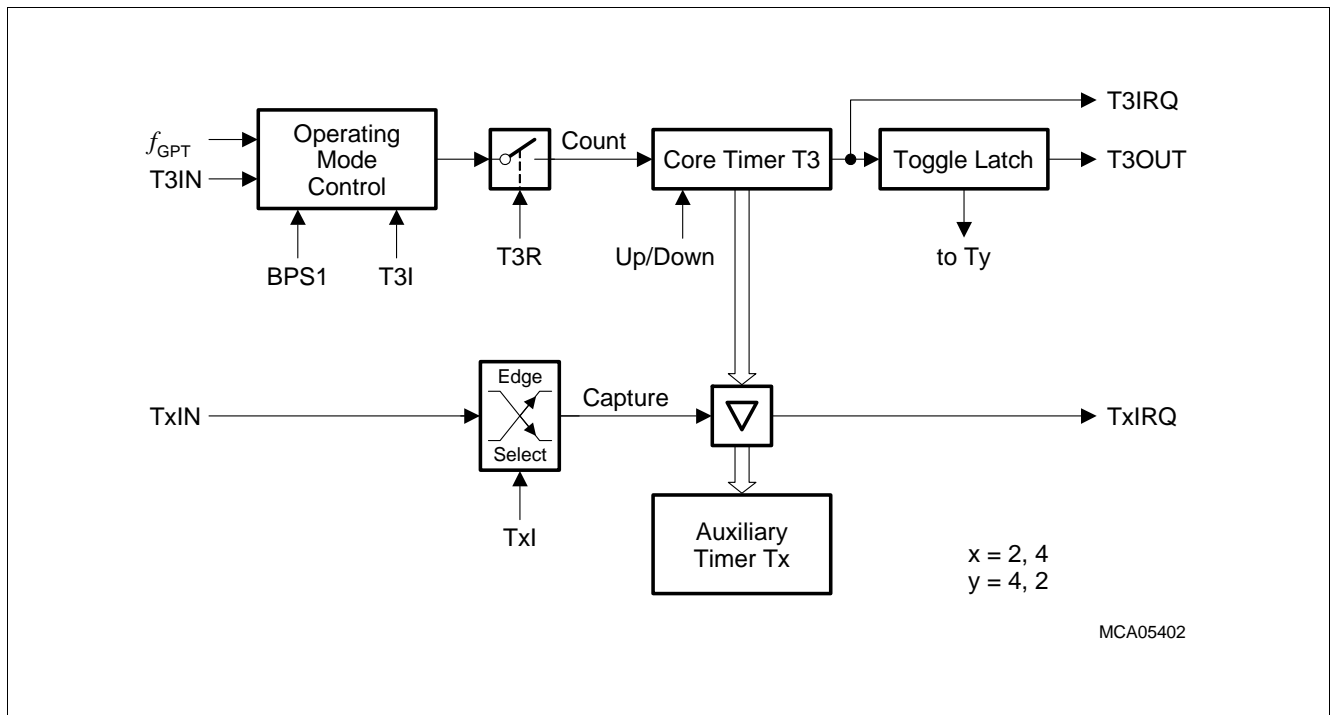 T3IRQ
fGPT
T3IN
Operating
Mode
Control
Count
Core Timer T3
Toggle Latch
T3OUT
BPS1
T3I
T3R
Up/Down
to Ty
TxIN
Edge
Select
Capture
TxIRQ
TxI
Auxiliary
Timer Tx
x = 2, 4
y = 4, 2
MCA05402